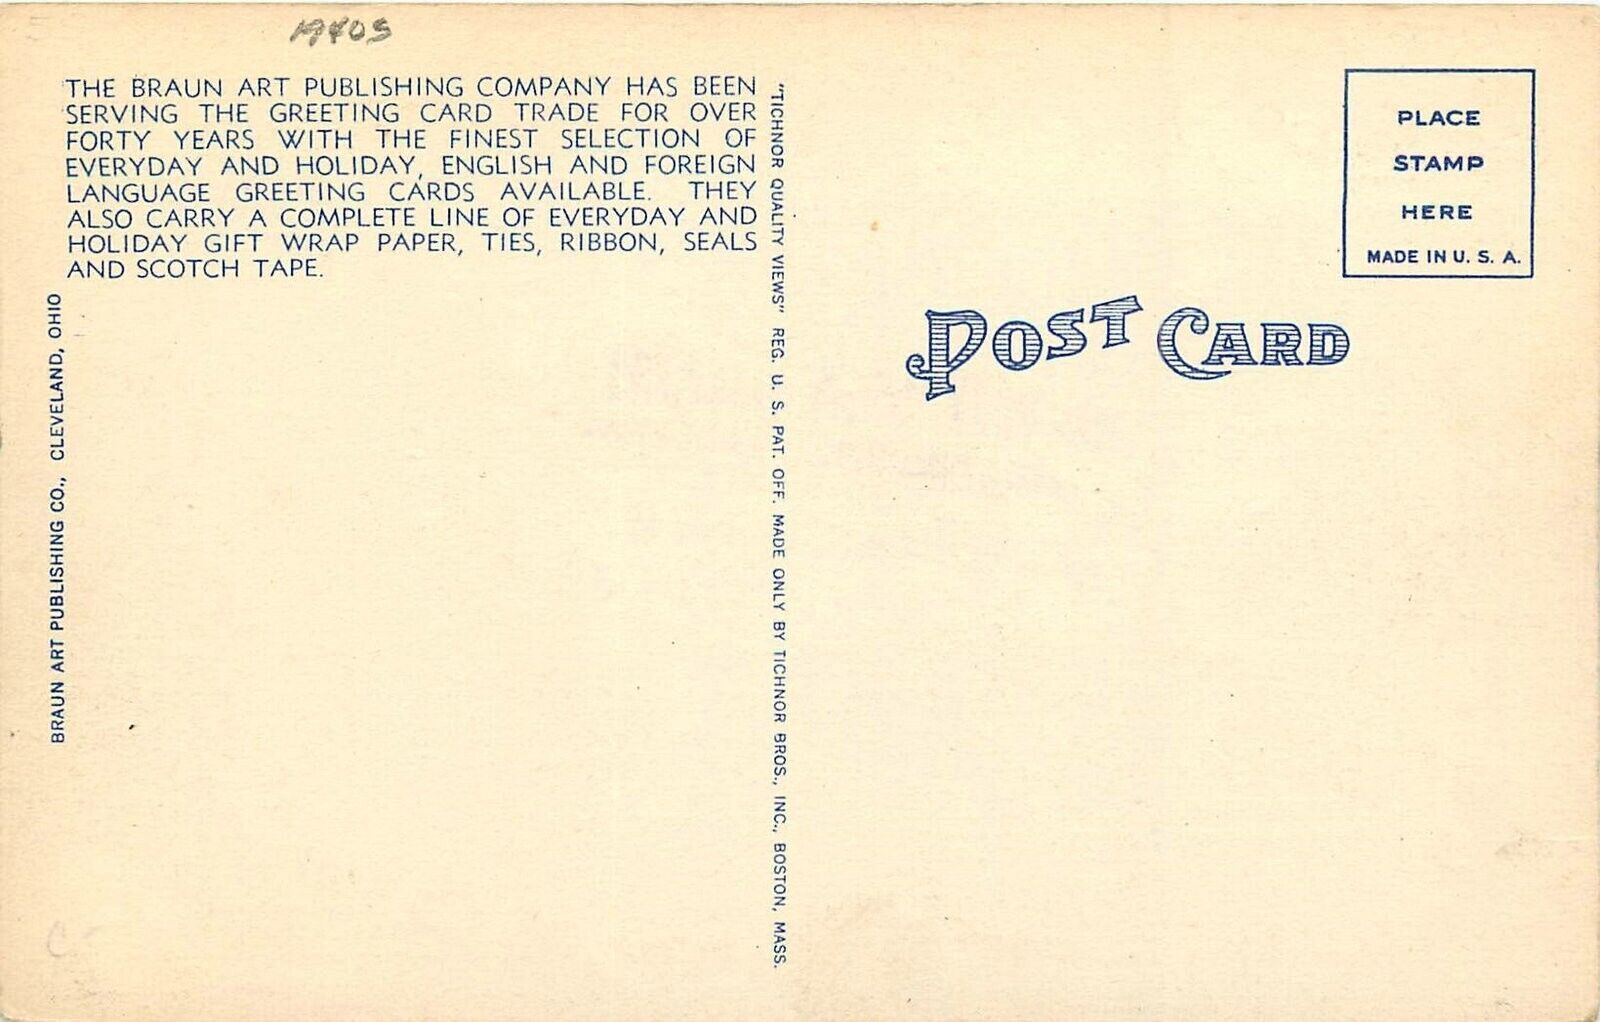 1940s
THE BRAUN ART PUBLISHING COMPANY HAS BEEN
SERVING THE GREETING CARD TRADE FOR OVER
FORTY YEARS WITH THE FINEST SELECTION OF
EVERYDAY AND HOLIDAY, ENGLISH AND FOREIGN
LANGUAGE GREETING CARDS AVAILABLE. THEY
ALSO CARRY A COMPLETE LINE OF EVERYDAY AND
HOLIDAY GIFT WRAP PAPER, TIES, RIBBON, SEALS
AND SCOTCH TAPE.
BRAUN ART PUBLISHING CO., CLEVELAND, OHIO
C
"TICHNOR QUALITY VIEWS" REG. U. S. PAT. OFF. MADE ONLY BY TICHNOR BROS., INC., BOSTON, MASS.
PLACE
STAMP
HERE
MADE IN U. S. A.
POST CARD